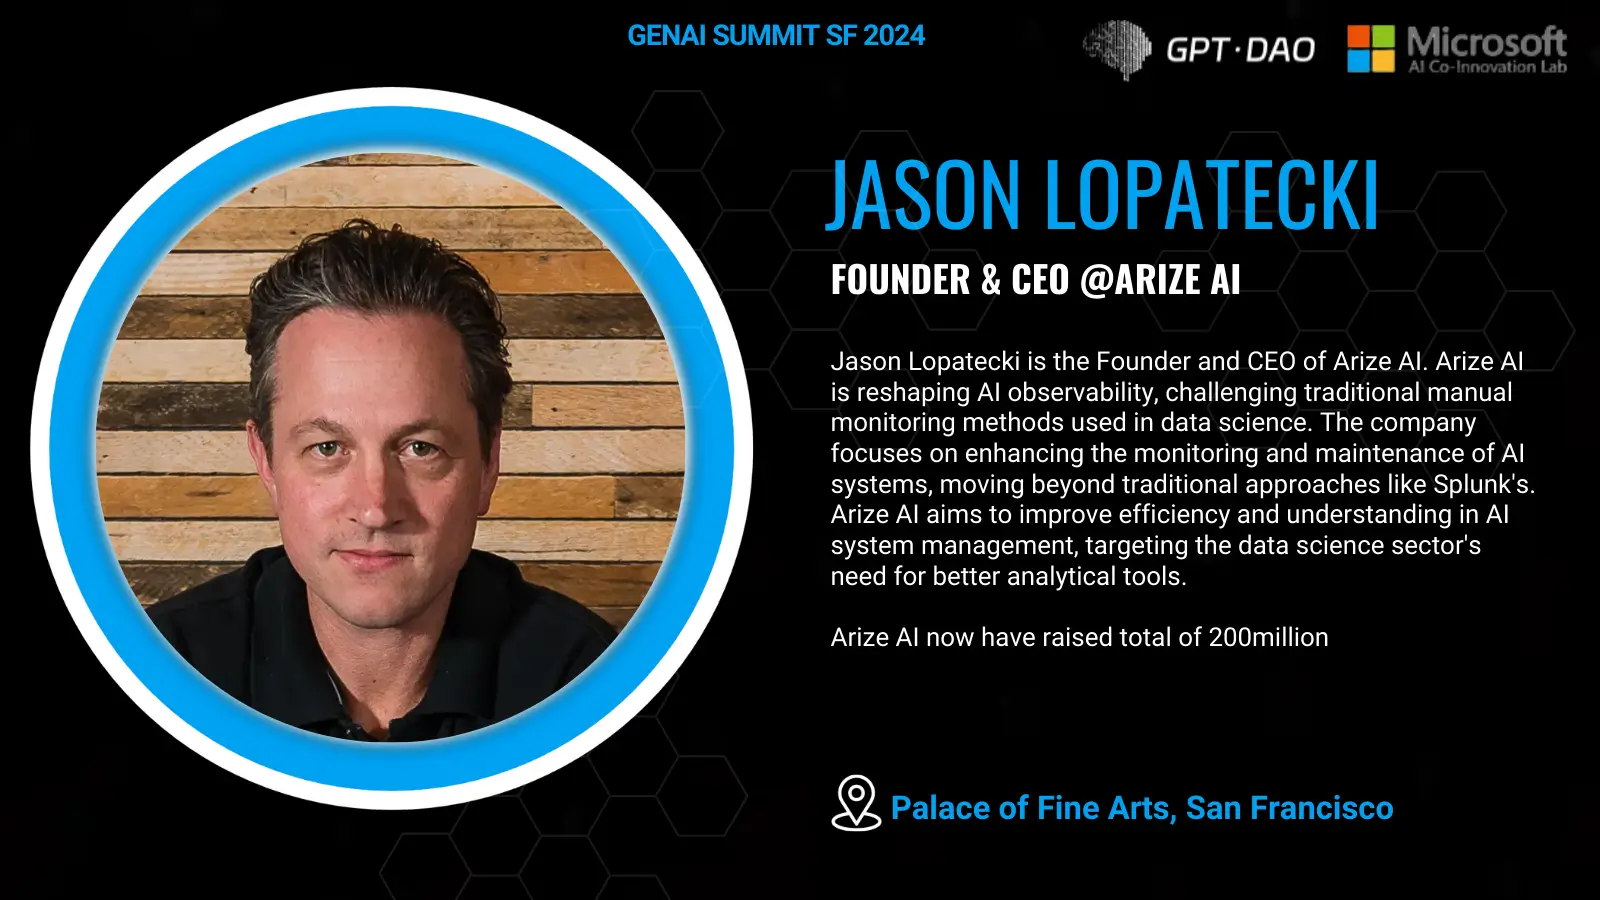 GENAI SUMMIT SF 2024
GPT·DAO
Microsoft
AI Co-Innovation Lab
JASON LOPATECKI
FOUNDER & CEO @ARIZE AI
Jason Lopatecki is the Founder and CEO of Arize AI. Arize AI
is reshaping AI observability, challenging traditional manual
monitoring methods used in data science. The company
focuses on enhancing the monitoring and maintenance of AI
systems, moving beyond traditional approaches like Splunk's.
Arize AI aims to improve efficiency and understanding in AI
system management, targeting the data science sector's
need for better analytical tools.
Arize AI now have raised total of 200million
Palace of Fine Arts, San Francisco